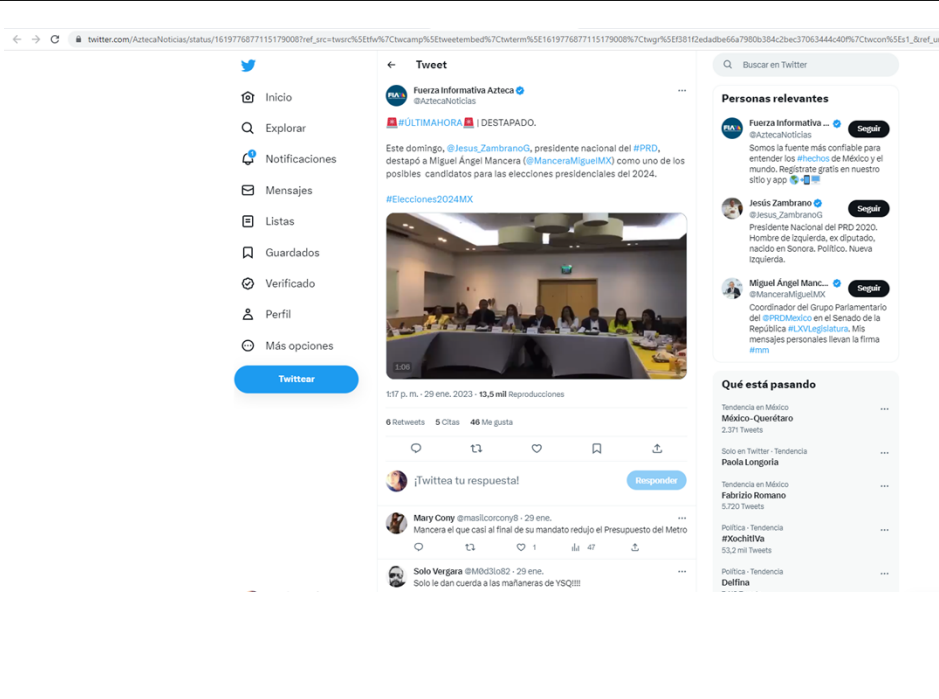 twitter.com/AztecaNoticias/status/1619776877115179008?ref_src=twsrc%5Etfw%7Ctwcamp%5Etweetembed%7Ctwterm%5E1619776877115179008%7Ctwgr%5Ef381f2edadbe66a7980b384c2bec37063444c40f%7Ctwcon%5Es1_&ref_u
Inicio
Explorar
Notificaciones
Mensajes
Listas
Guardados
Verificado
Perfil
Más opciones
Twittear
Tweet
Fuerza Informativa Azteca
@AztecaNoticias
#ÚLTIMAHORA | DESTAPADO.
Este domingo, @Jesus_ZambranoG, presidente nacional del #PRD,
destapó a Miguel Ángel Mancera (@ManceraMiguelMX) como uno de los
posibles candidatos para las elecciones presidenciales del 2024.
#Elecciones2024MX
1:06
1:17 p. m. · 29 ene. 2023 · 13,5 mil Reproducciones
6 Retweets 5 Citas 46 Me gusta
¡Twittea tu respuesta!
Responder
Mary Cony @masilcorcony8 · 29 ene.
Mancera el que casi al final de su mandato redujo el Presupuesto del Metro
1 47
Solo Vergara @M0d3lo82 · 29 ene.
Solo le dan cuerda a las mañaneras de YSQ!!!!
Buscar en Twitter
Personas relevantes
Fuerza Informativa ...
@AztecaNoticias
Seguir
Somos la fuente más confiable para
entender los #hechos de México y el
mundo. Regístrate gratis en nuestro
sitio y app
Jesús Zambrano
@Jesus_ZambranoG
Seguir
Presidente Nacional del PRD 2020.
Hombre de izquierda, ex diputado,
nacido en Sonora. Político. Nueva
Izquierda.
Miguel Ángel Manc...
@ManceraMiguelMX
Seguir
Coordinador del Grupo Parlamentario
del @PRDMexico en el Senado de la
República #LXVLegislatura. Mis
mensajes personales llevan la firma
#mm
Qué está pasando
Tendencia en México
México-Querétaro
2.371 Tweets
Solo en Twitter · Tendencia
Paola Longoria
Tendencia en México
Fabrizio Romano
5.720 Tweets
Política · Tendencia
#XochitlVa
53,2 mil Tweets
Política · Tendencia
Delfina